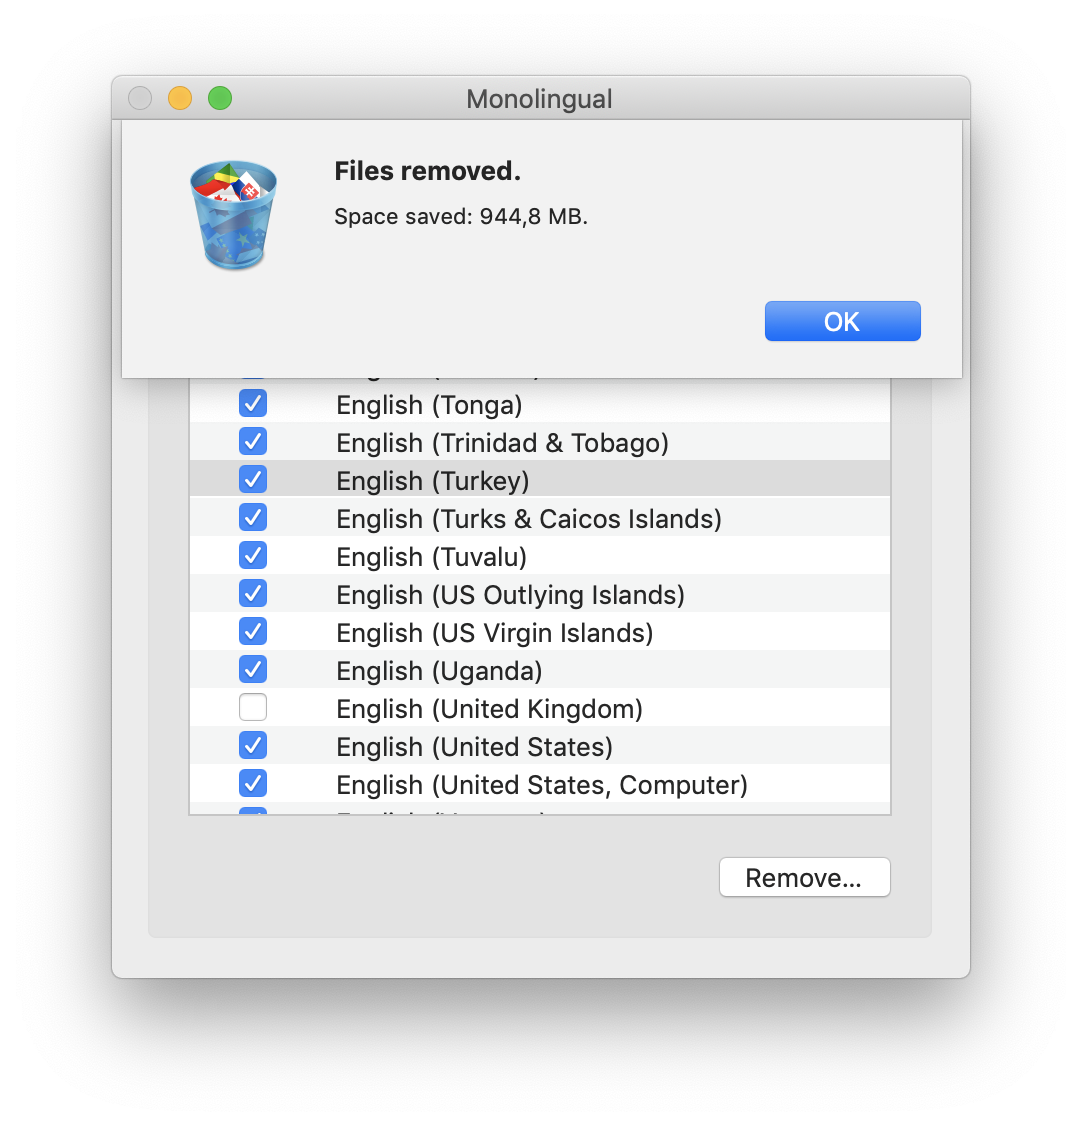 Monolingual
Files removed.
Space saved: 944,8 MB.
OK
English (Tonga)
English (Trinidad & Tobago)
English (Turkey)
English (Turks & Caicos Islands)
English (Tuvalu)
English (US Outlying Islands)
English (US Virgin Islands)
English (Uganda)
English (United Kingdom)
English (United States)
English (United States, Computer)
Remove...